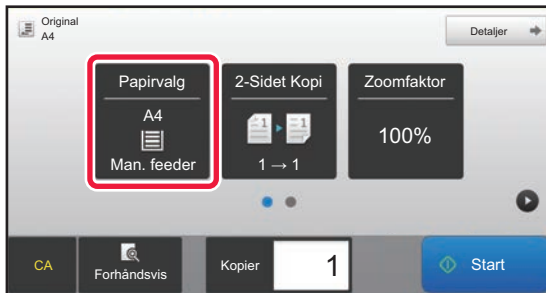 Original
A4
Detaljer
Papirvalg
A4
Man. feeder
2-Sidet Kopi
1 → 1
Zoomfaktor
100%
CA
Forhåndsvis
Kopier
1
Start